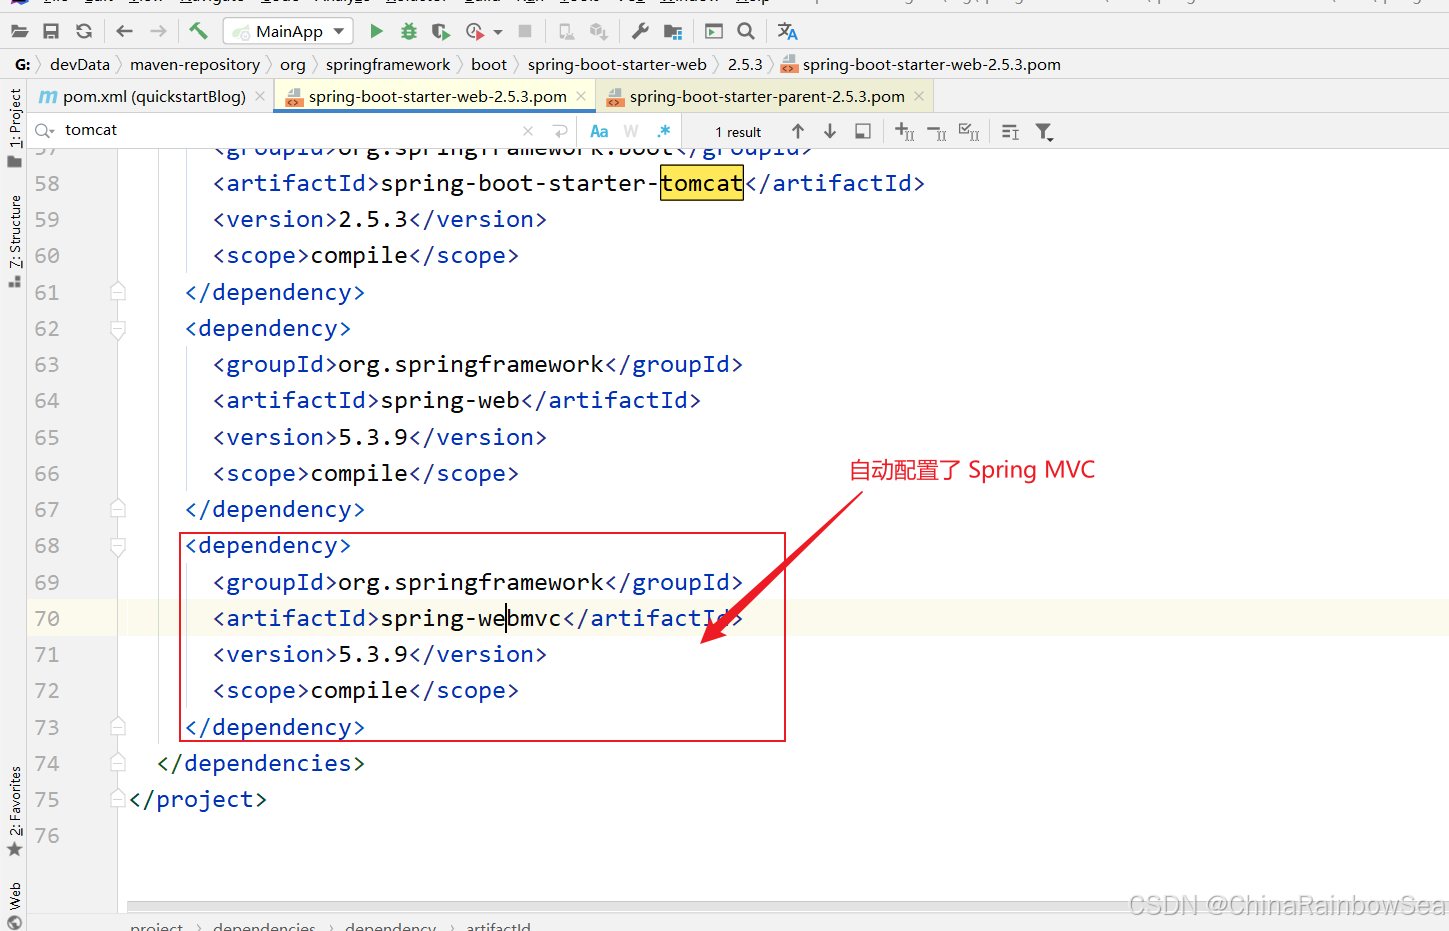 MainApp
G: devData maven-repository org springframework boot spring-boot-starter-web 2.5.3 spring-boot-starter-web-2.5.3.pom
pom.xml (quickstartBlog) spring-boot-starter-web-2.5.3.pom spring-boot-starter-parent-2.5.3.pom
tomcat Aa W .* 1 result
1: Project
7: Structure
2: Favorites
Web
57 <groupId>org.springframework.boot</groupId>
58 <artifactId>spring-boot-starter-tomcat</artifactId>
59 <version>2.5.3</version>
60 <scope>compile</scope>
61 </dependency>
62 <dependency>
63 <groupId>org.springframework</groupId>
64 <artifactId>spring-web</artifactId>
65 <version>5.3.9</version>
66 <scope>compile</scope>
自动配置了 Spring MVC
67 </dependency>
68 <dependency>
69 <groupId>org.springframework</groupId>
70 <artifactId>spring-webmvc</artifactId>
71 <version>5.3.9</version>
72 <scope>compile</scope>
73 </dependency>
74 </dependencies>
75 </project>
76
CSDN @ChinaRainbowSea
project dependencies dependency artifactId